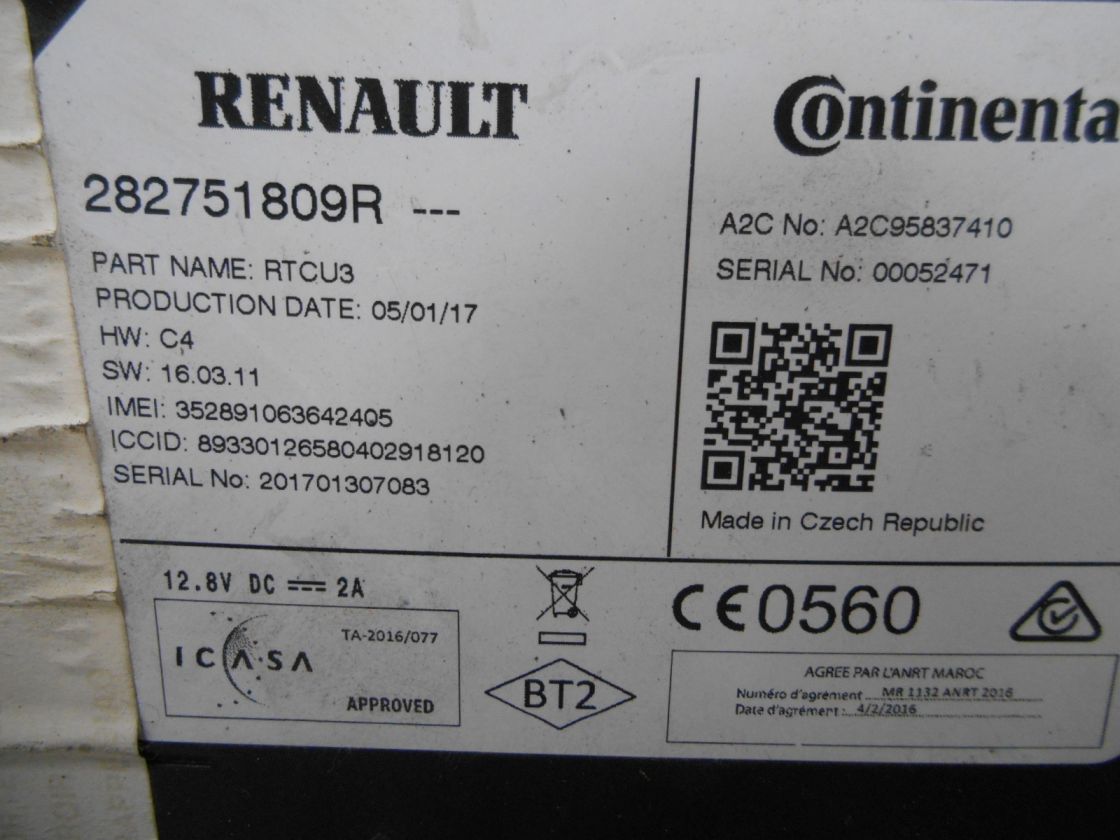 RENAULT
282751809R ---
PART NAME: RTCU3
PRODUCTION DATE: 05/01/17
HW: C4
SW: 16.03.11
IMEI: 352891063642405
ICCID: 89330126580402918120
SERIAL No: 201701307083
Continenta
A2C No: A2C95837410
SERIAL No: 00052471
Made in Czech Republic
12.8V DC 2A
ICASA
TA-2016/077
APPROVED
BT2
CE0560
AGREE PAR L'ANRT MAROC
Numéro d'agrément ...MR 1132 ANRT 2016
Date d'agrément :..4/2/2016